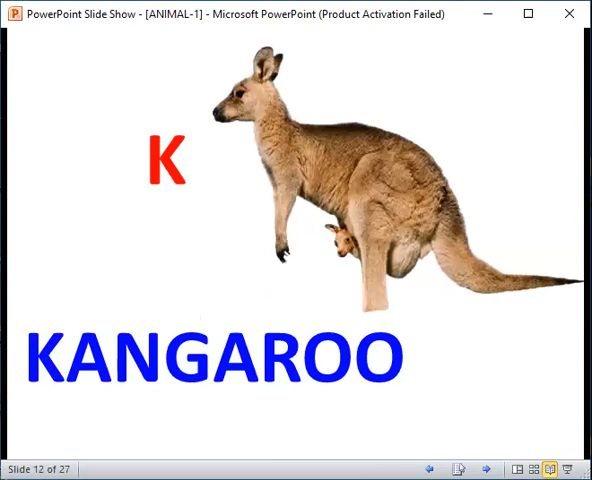 PowerPoint Slide Show - [ANIMAL-1] - Microsoft PowerPoint (Product Activation Failed)
K
KANGAROO
Slide 12 of 27